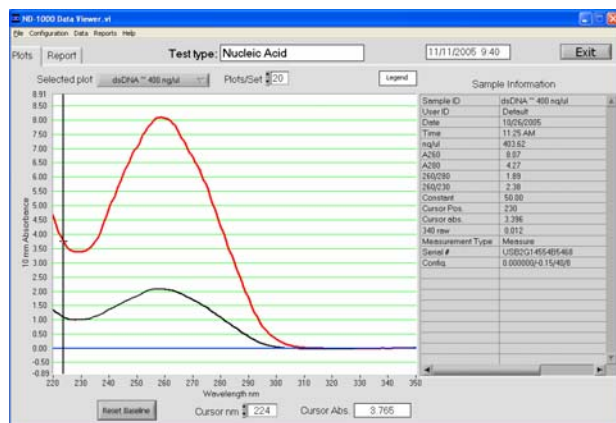 ND-1000 Data Viewer.vi
File Configuration Data Reports Help
Plots Report Test type: Nucleic Acid 11/11/2005 9:40 Exit
Selected plot dsDNA ~ 400 ng/ul Plots/Set 20 Legend
Sample Information
8.91
8.50
8.00
7.50
7.00
6.50
6.00
5.50
5.00
4.50
4.00
3.50
3.00
2.50
2.00
1.50
1.00
0.50
0.00
-0.50
-0.89
10 mm Absorbance
220 230 240 250 260 270 280 290 300 310 320 330 340 350
Wavelength nm
Sample ID dsDNA ~ 400 ng/ul
User ID Default
Date 10/26/2005
Time 11:25 AM
ng/ul 403.62
A260 8.07
A280 4.27
260/280 1.89
260/230 2.38
Constant 50.00
Cursor Pos. 230
Cursor abs. 3.396
340 raw 0.012
Measurement Type Measure
Serial # USB2G14554B5468
Config. 0.000000/-0.15/40/8
Reset Baseline Cursor nm 224 Cursor Abs. 3.765